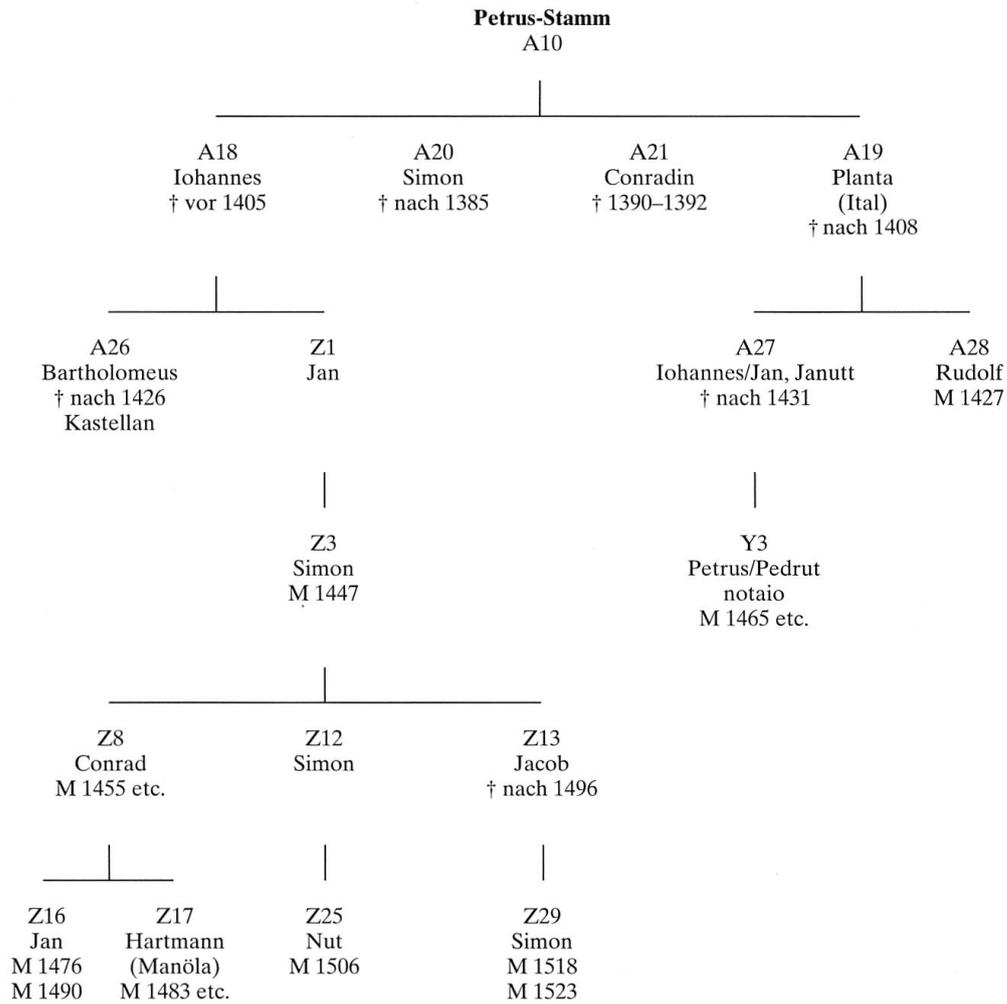 Petrus-Stamm
A10
A18
Iohannes
† vor 1405
A20
Simon
† nach 1385
A21
Conradin
† 1390–1392
A19
Planta
(Ital)
† nach 1408
A26
Bartholomeus
† nach 1426
Kastellan
Z1
Jan
A27
Iohannes/Jan, Janutt
† nach 1431
A28
Rudolf
M 1427
Z3
Simon
M 1447
Y3
Petrus/Pedrut
notaio
M 1465 etc.
Z8
Conrad
M 1455 etc.
Z12
Simon
Z13
Jacob
† nach 1496
Z16
Jan
M 1476
M 1490
Z17
Hartmann
(Manöla)
M 1483 etc.
Z25
Nut
M 1506
Z29
Simon
M 1518
M 1523